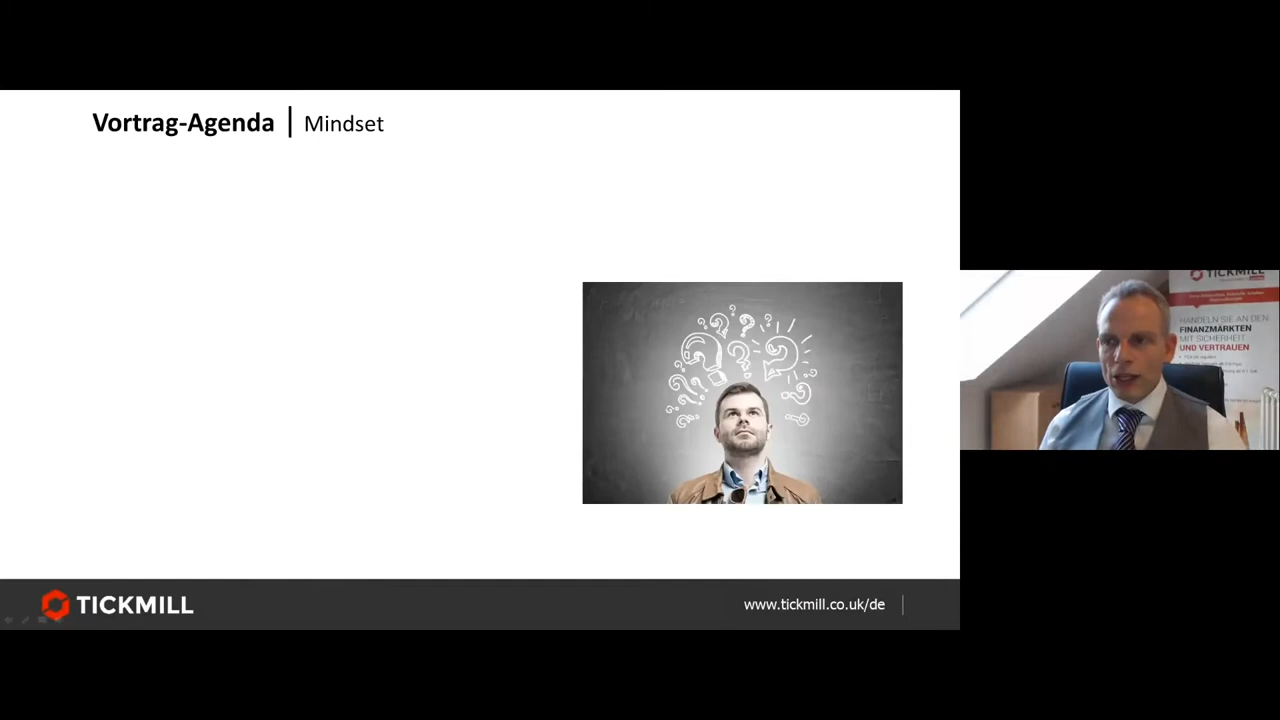 Vortrag-Agenda | Mindset
TICKMILL
HANDELN SIE AN DEN
FINANZMÄRKTEN
MIT SICHERHEIT
UND VERTRAUEN
TICKMILL
www.tickmill.co.uk/de